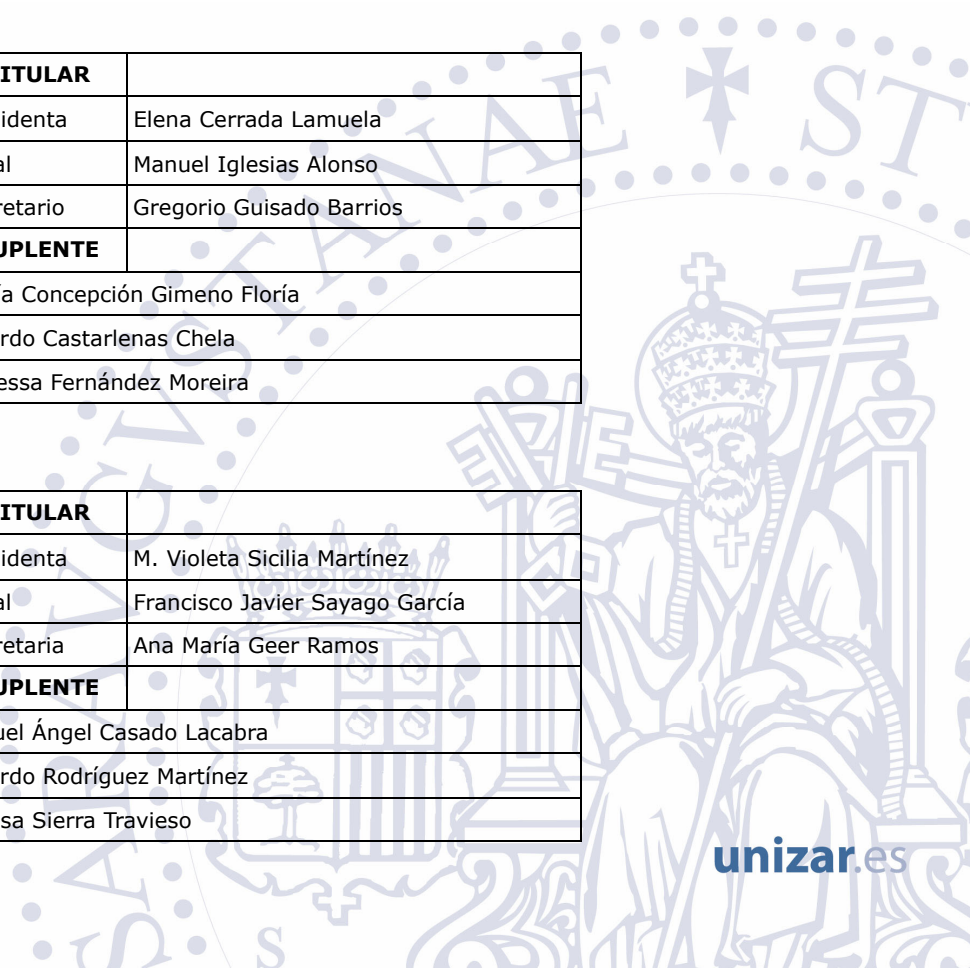 ITULAR
identa Elena Cerrada Lamuela
al Manuel Iglesias Alonso
retario Gregorio Guisado Barrios
UPLENTE
ía Concepción Gimeno Floría
rdo Castarlenas Chela
essa Fernández Moreira
ITULAR
identa M. Violeta Sicilia Martínez
al Francisco Javier Sayago García
retaria Ana María Geer Ramos
UPLENTE
uel Ángel Casado Lacabra
rdo Rodríguez Martínez
sa Sierra Travieso
unizar.es
SARAVGVSTANAE ST
S